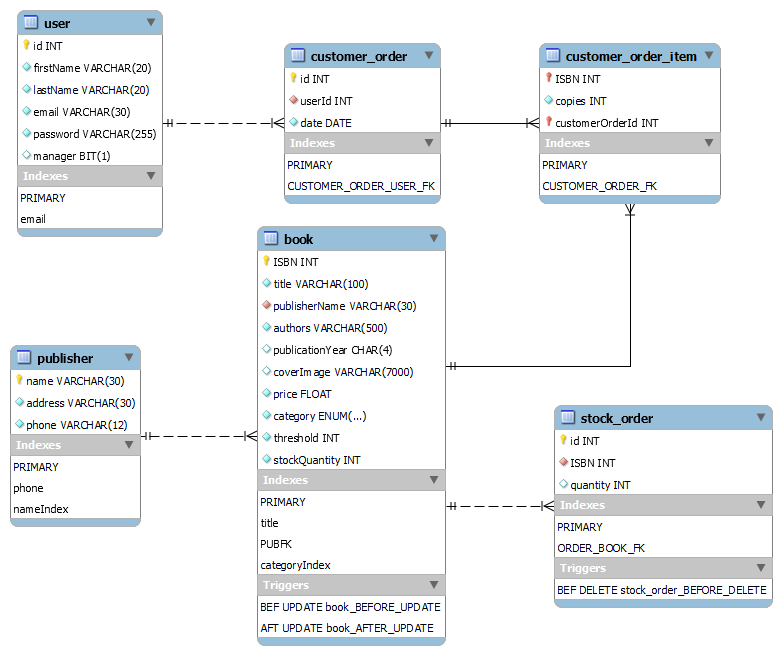 user
id INT
firstName VARCHAR(20)
lastName VARCHAR(20)
email VARCHAR(30)
password VARCHAR(255)
manager BIT(1)
Indexes
PRIMARY
email
customer_order
id INT
userId INT
date DATE
Indexes
PRIMARY
CUSTOMER_ORDER_USER_FK
customer_order_item
ISBN INT
copies INT
customerOrderId INT
Indexes
PRIMARY
CUSTOMER_ORDER_FK
book
ISBN INT
title VARCHAR(100)
publisherName VARCHAR(30)
authors VARCHAR(500)
publicationYear CHAR(4)
coverImage VARCHAR(7000)
price FLOAT
category ENUM(...)
threshold INT
stockQuantity INT
Indexes
PRIMARY
title
PUBFK
categoryIndex
Triggers
BEF UPDATE book_BEFORE_UPDATE
AFT UPDATE book_AFTER_UPDATE
publisher
name VARCHAR(30)
address VARCHAR(30)
phone VARCHAR(12)
Indexes
PRIMARY
phone
nameIndex
stock_order
id INT
ISBN INT
quantity INT
Indexes
PRIMARY
ORDER_BOOK_FK
Triggers
BEF DELETE stock_order_BEFORE_DELETE